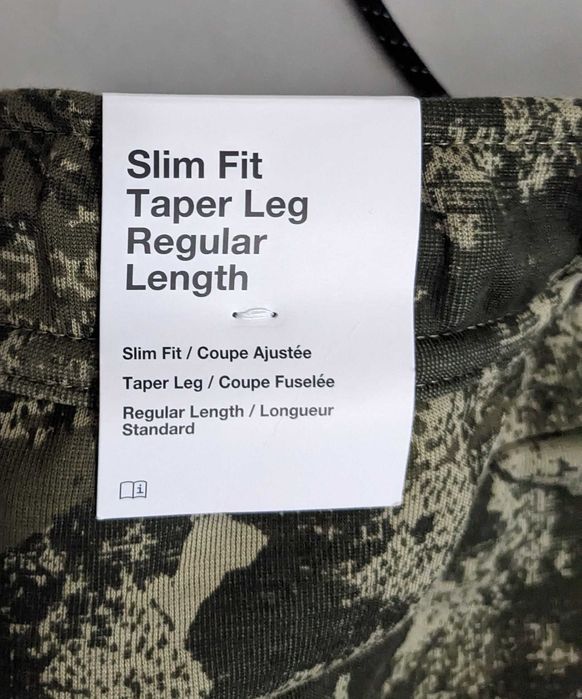 Slim Fit
Taper Leg
Regular
Length
Slim Fit / Coupe Ajustée
Taper Leg / Coupe Fuselée
Regular Length / Longueur
Standard